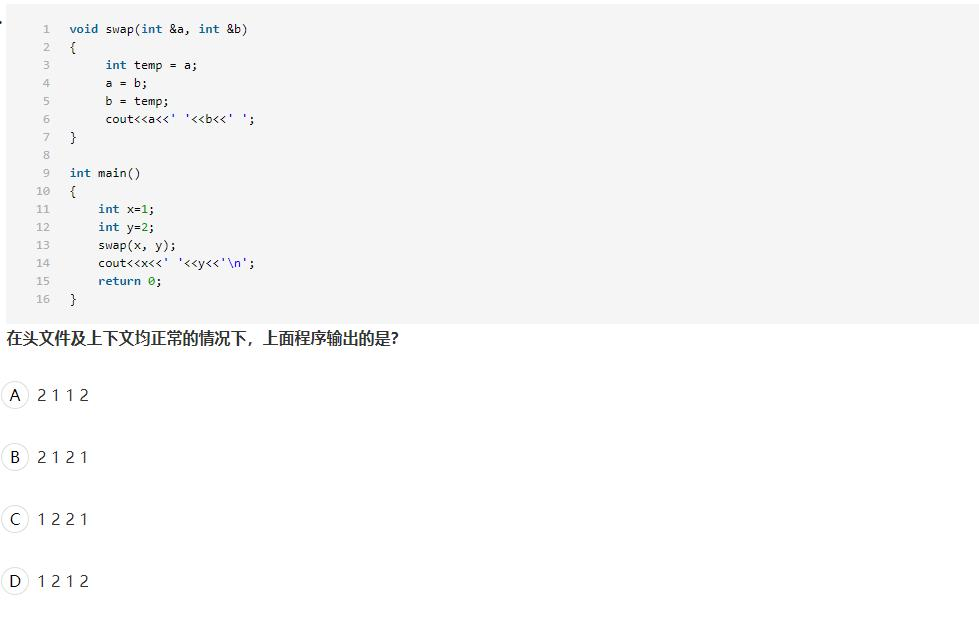 1 void swap(int &a, int &b)
2 {
3 int temp = a;
4 a = b;
5 b = temp;
6 cout<<a<<' '<<b<<' ';
7 }
8
9 int main()
10 {
11 int x=1;
12 int y=2;
13 swap(x, y);
14 cout<<x<<' '<<y<<'\n';
15 return 0;
16 }
在头文件及上下文均正常的情况下，上面程序输出的是?
A 2 1 1 2
B 2 1 2 1
C 1 2 2 1
D 1 2 1 2